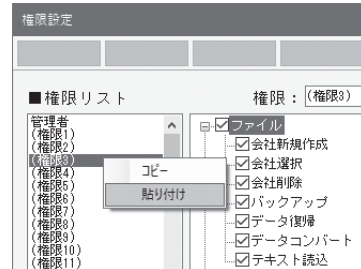 権限設定
■権限リスト
権限：(権限3)
管理者
(権限1)
(権限2)
(権限3)
(権限4)
(権限5)
(権限6)
(権限7)
(権限8)
(権限9)
(権限10)
(権限11)
コピー
貼り付け
ファイル
会社新規作成
会社選択
会社削除
バックアップ
データ復帰
データコンバート
テキスト読込